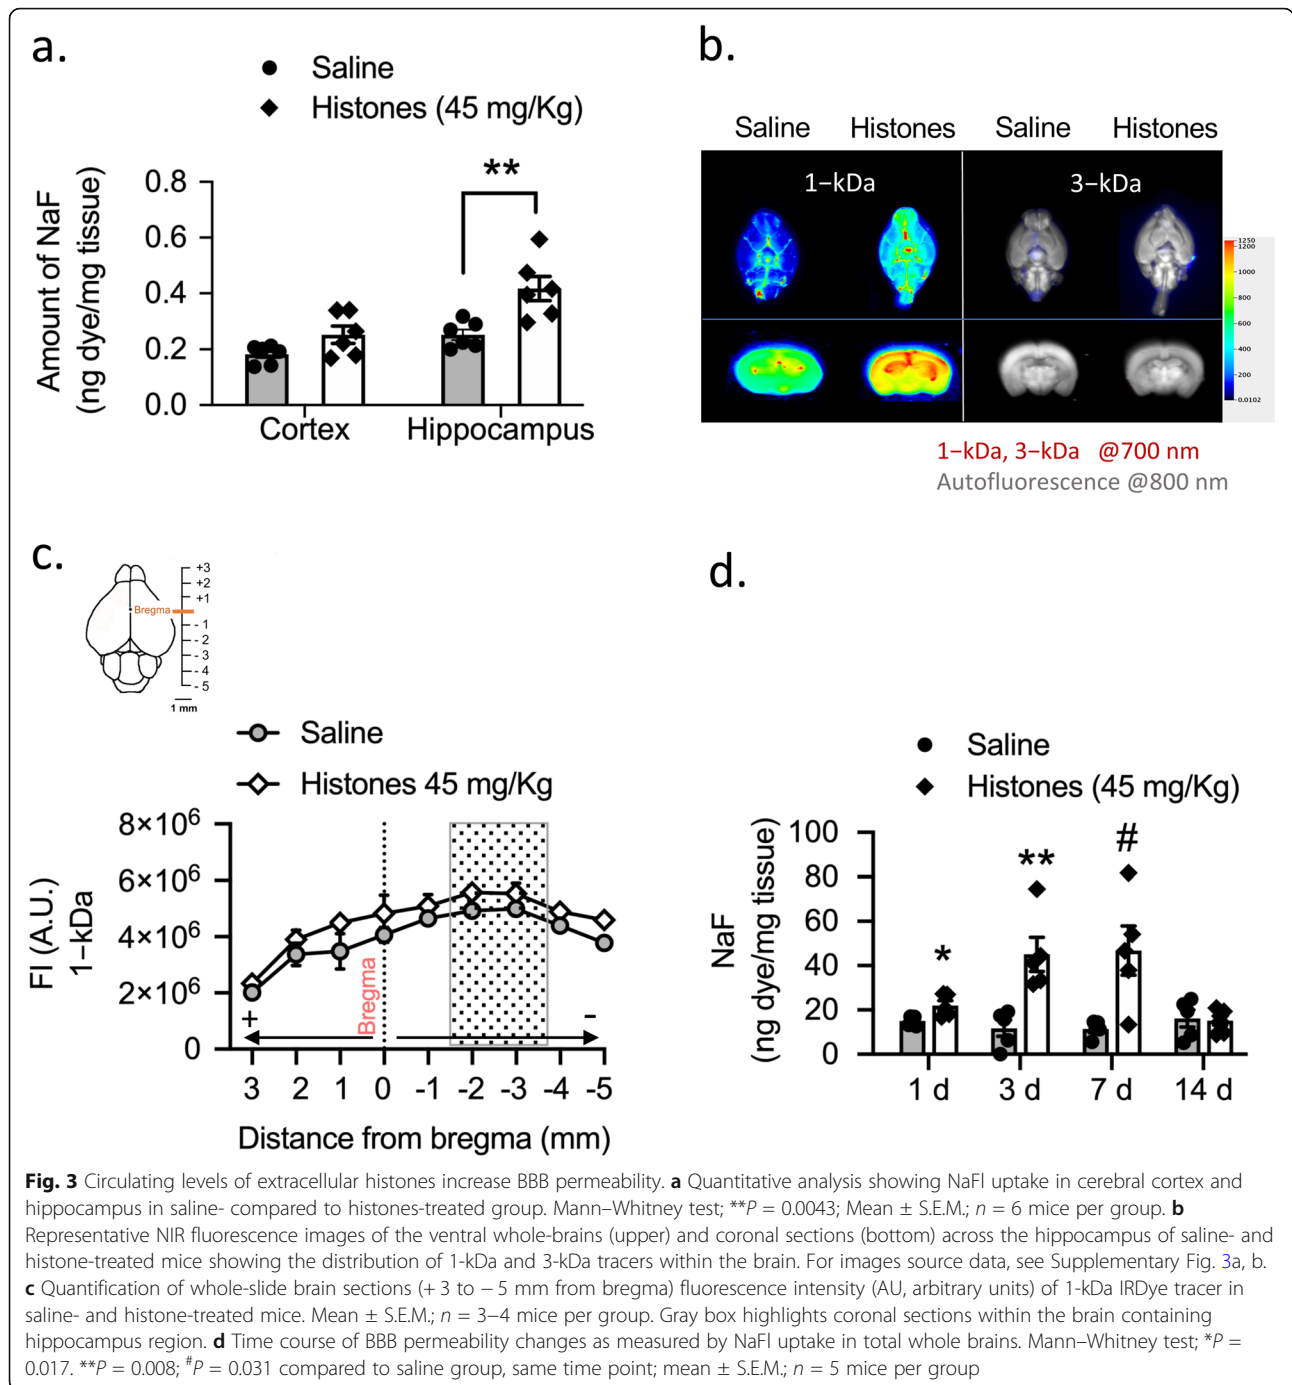 a.
Saline
Histones (45 mg/Kg)
**
Amount of NaF
(ng dye/mg tissue)
0.8
0.6
0.4
0.2
0.0
Cortex
Hippocampus
b.
Saline Histones Saline Histones
1−kDa
3−kDa
1250
1000
800
600
400
200
0.0102
1−kDa, 3−kDa @700 nm
Autofluorescence @800 nm
c.
+3
+2
+1
Bregma
- 1
- 2
- 3
- 4
- 5
1 mm
Saline
Histones 45 mg/Kg
FI (A.U.)
1−kDa
8×10⁶
6×10⁶
4×10⁶
2×10⁶
0
Bregma
+
-
3 2 1 0 -1 -2 -3 -4 -5
Distance from bregma (mm)
d.
Saline
Histones (45 mg/Kg)
NaF
(ng dye/mg tissue)
100
80
60
40
20
0
*
**
#
1 d 3 d 7 d 14 d
Fig. 3 Circulating levels of extracellular histones increase BBB permeability. a Quantitative analysis showing NaFl uptake in cerebral cortex and
hippocampus in saline- compared to histones-treated group. Mann–Whitney test; **P = 0.0043; Mean ± S.E.M.; n = 6 mice per group. b
Representative NIR fluorescence images of the ventral whole-brains (upper) and coronal sections (bottom) across the hippocampus of saline- and
histone-treated mice showing the distribution of 1-kDa and 3-kDa tracers within the brain. For images source data, see Supplementary Fig. 3a, b.
c Quantification of whole-slide brain sections (+ 3 to − 5 mm from bregma) fluorescence intensity (AU, arbitrary units) of 1-kDa IRDye tracer in
saline- and histone-treated mice. Mean ± S.E.M.; n = 3–4 mice per group. Gray box highlights coronal sections within the brain containing
hippocampus region. d Time course of BBB permeability changes as measured by NaFl uptake in total whole brains. Mann–Whitney test; *P =
0.017. **P = 0.008; #P = 0.031 compared to saline group, same time point; mean ± S.E.M.; n = 5 mice per group